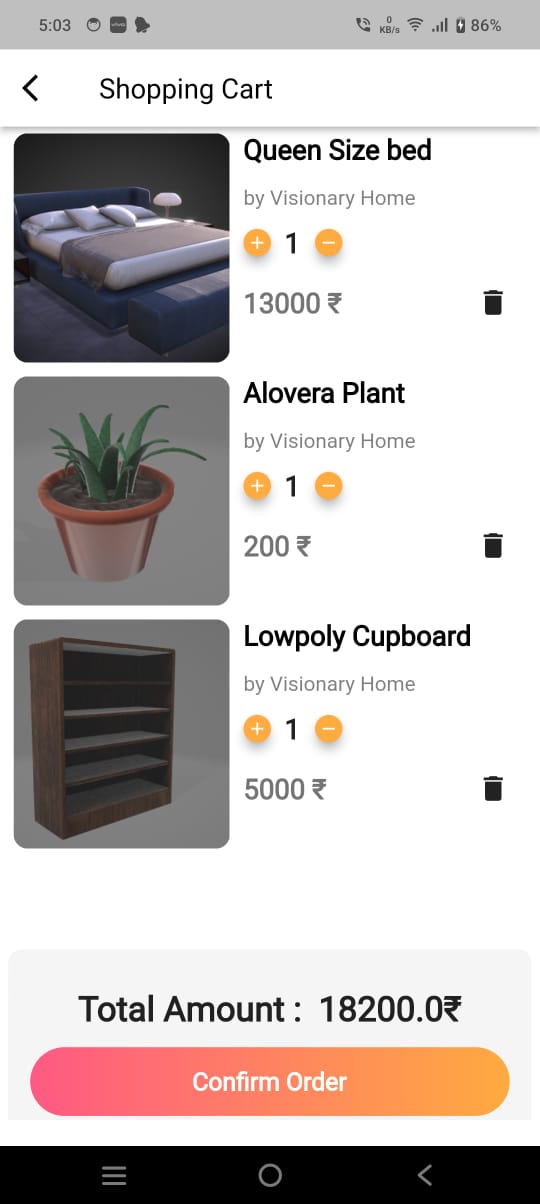 5:03 vivo 0 KB/s 86%
Shopping Cart
Queen Size bed
by Visionary Home
+ 1 −
13000 ₹
Alovera Plant
by Visionary Home
+ 1 −
200 ₹
Lowpoly Cupboard
by Visionary Home
+ 1 −
5000 ₹
Total Amount : 18200.0₹
Confirm Order